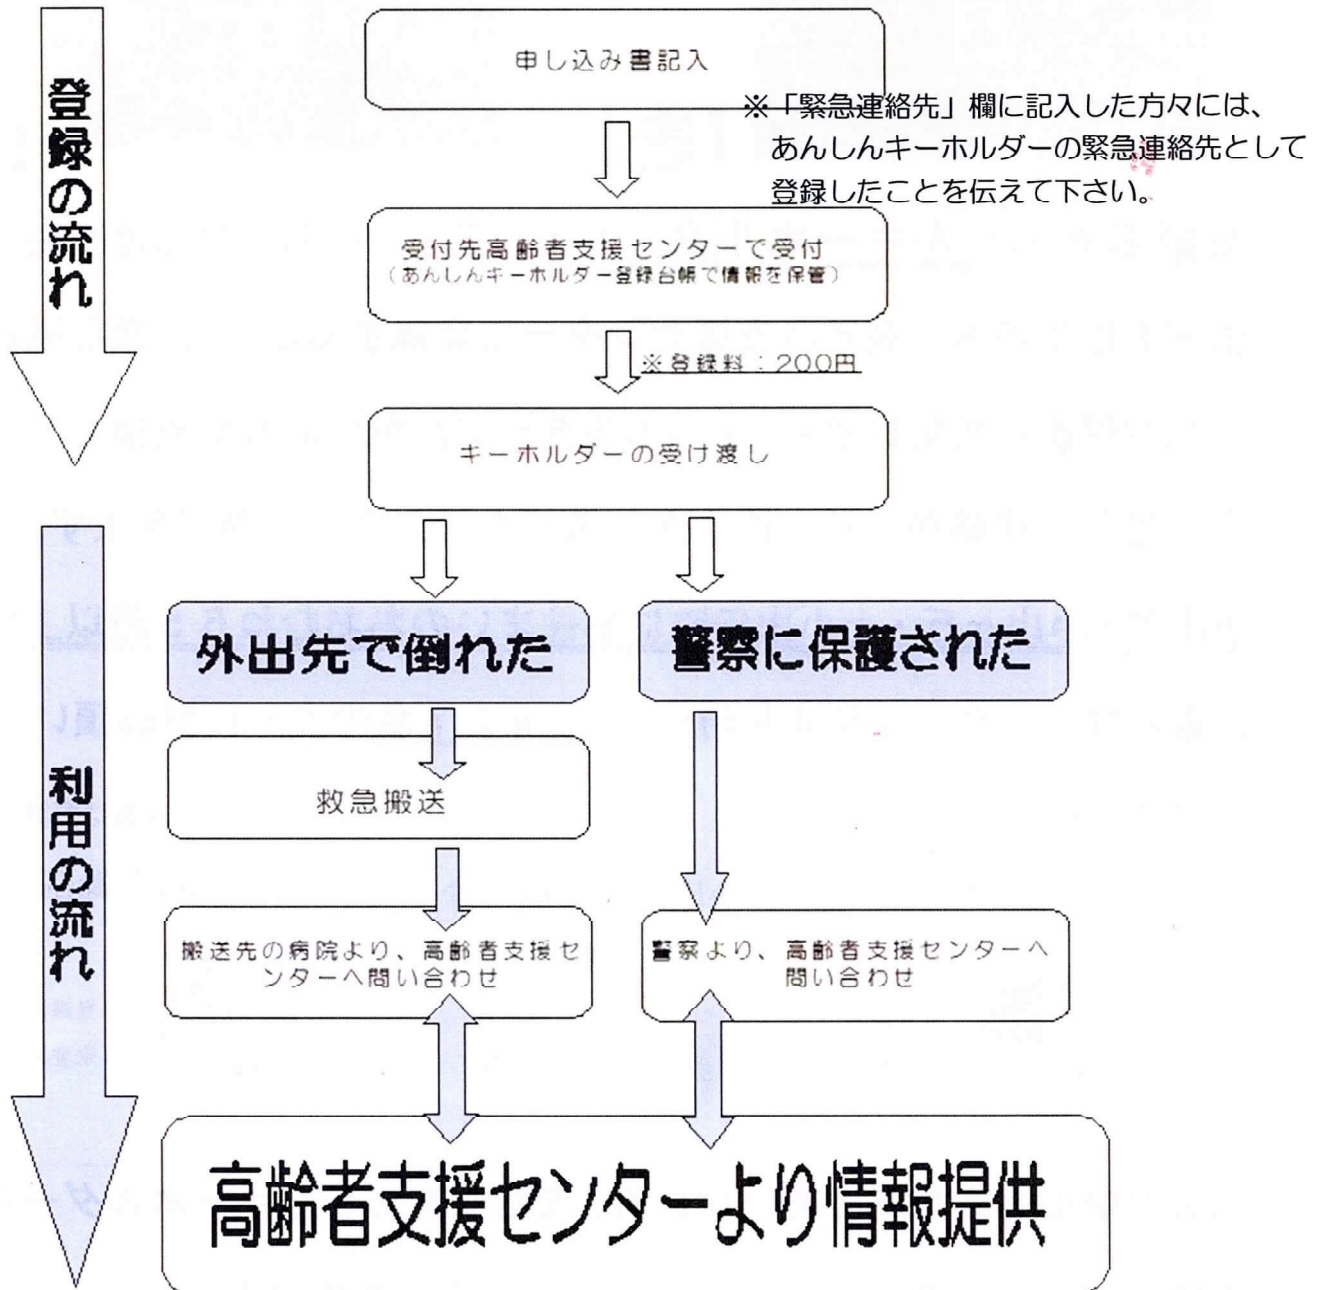 登録の流れ
申し込み書記入
※「緊急連絡先」欄に記入した方々には、
あんしんキーホルダーの緊急連絡先として
登録したことを伝えて下さい。
受付先高齢者支援センターで受付
(あんしんキーホルダー登録台帳で情報を保管)
※登録料:200円
キーホルダーの受け渡し
利用の流れ
外出先で倒れた
警察に保護された
救急搬送
搬送先の病院より、高齢者支援セ
ンターへ問い合わせ
警察より、高齢者支援センターへ
問い合わせ
高齢者支援センターより情報提供